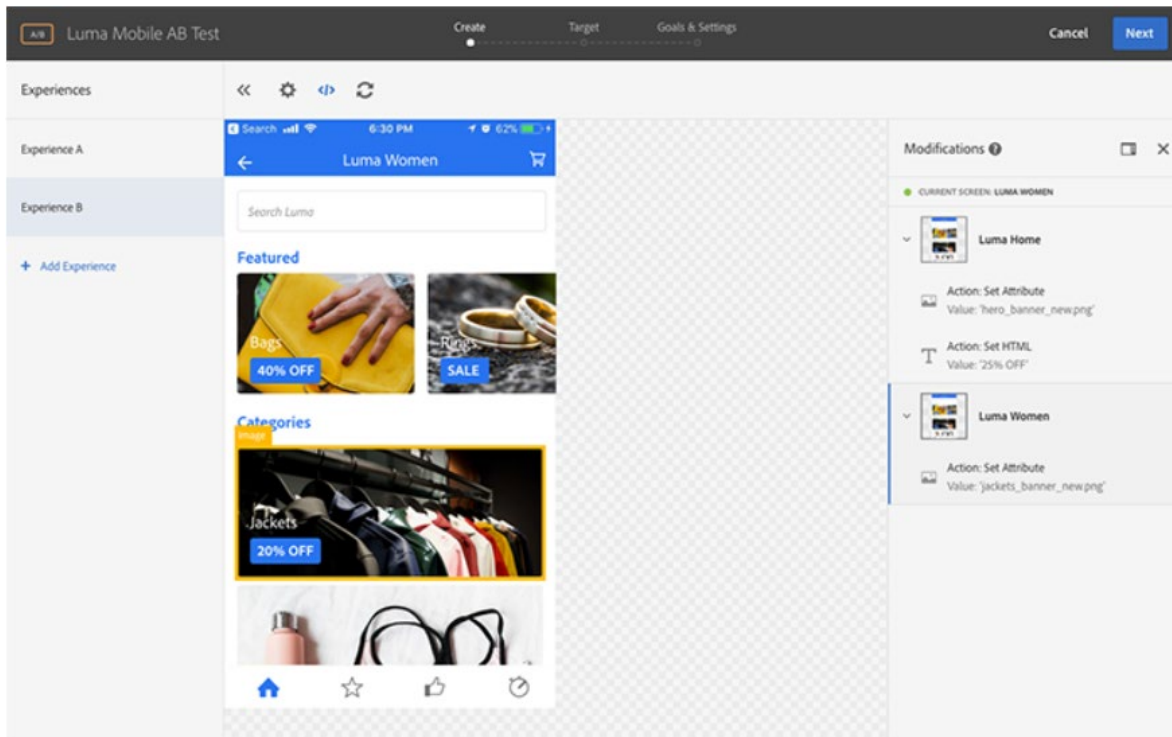 A/B Luma Mobile AB Test
Create Target Goals & Settings
Cancel Next
Experiences
Experience A
Experience B
+ Add Experience
</>
Search 6:30 PM 62%
Luma Women
Search Luma
Featured
Bags
40% OFF
Rings
SALE
Categories
Image
Jackets
20% OFF
Modifications ?
CURRENT SCREEN: LUMA WOMEN
Luma Home
Action: Set Attribute
Value: 'hero_banner_new.png'
T Action: Set HTML
Value: '25% OFF'
Luma Women
Action: Set Attribute
Value: 'jackets_banner_new.png'